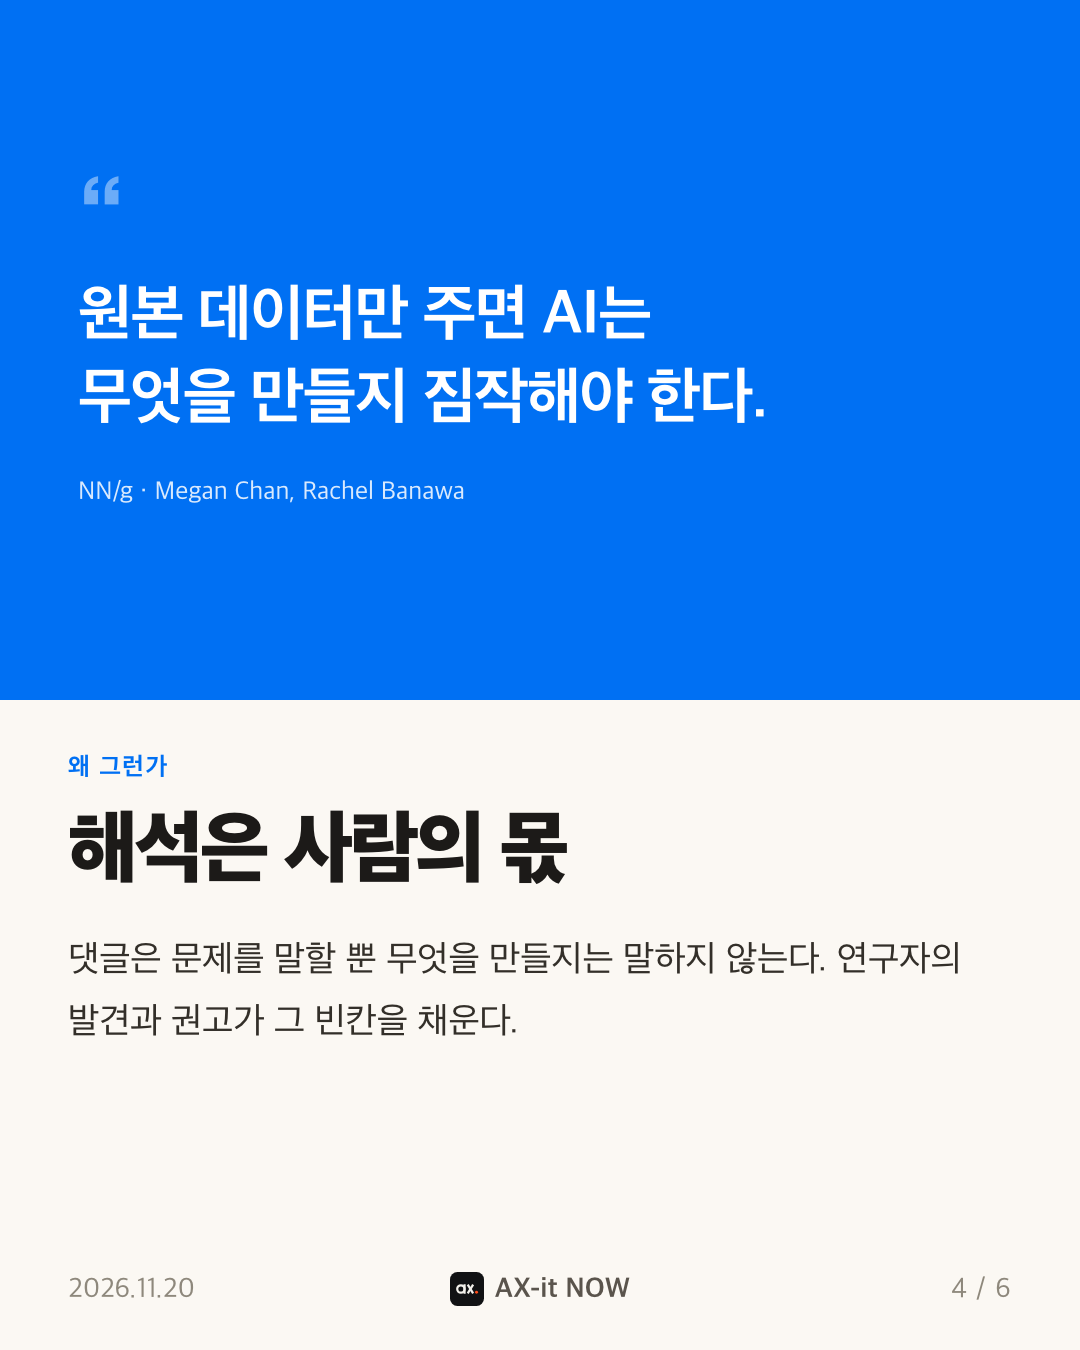 “
원본 데이터만 주면 AI는
무엇을 만들지 짐작해야 한다.
NN/g · Megan Chan, Rachel Banawa
왜 그런가
해석은 사람의 몫
댓글은 문제를 말할 뿐 무엇을 만들지는 말하지 않는다. 연구자의
발견과 권고가 그 빈칸을 채운다.
2026.11.20
ax. AX-it NOW
4 / 6